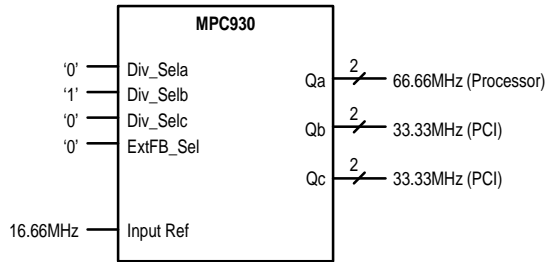 MPC930
‘0’ Div_Sela
‘1’ Div_Selb
‘0’ Div_Selc
‘0’ ExtFB_Sel
16.66MHz Input Ref
Qa 2 66.66MHz (Processor)
Qb 2 33.33MHz (PCI)
Qc 2 33.33MHz (PCI)